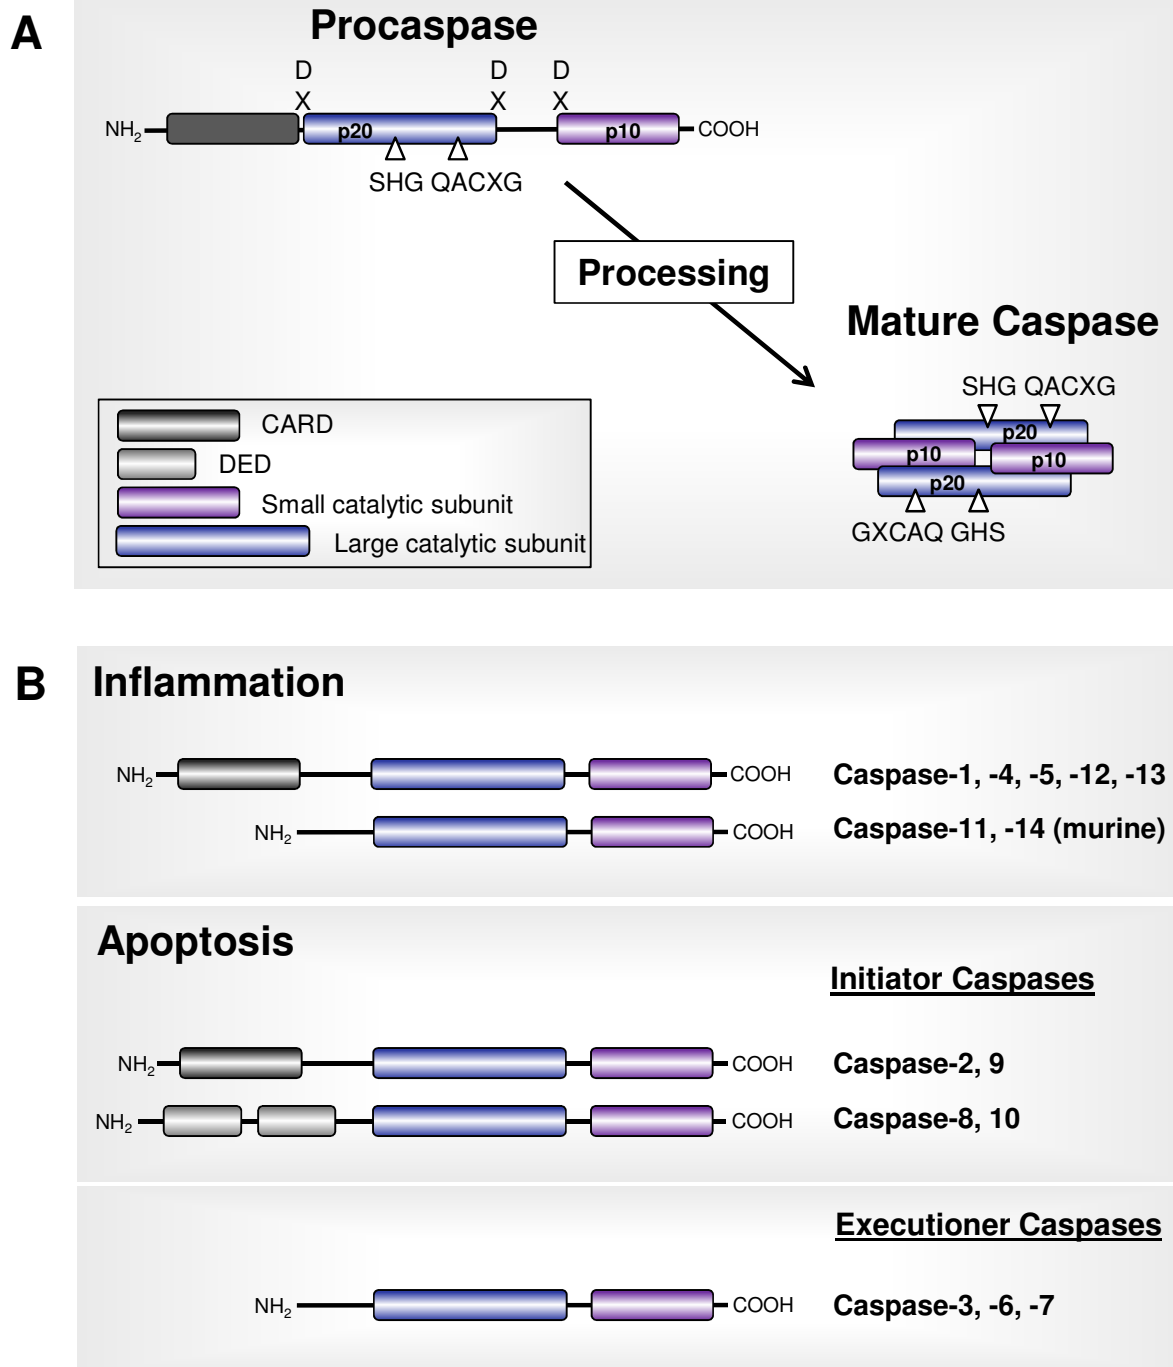 A
Procaspase
D D D
X X X
NH2 p20 p10 COOH
SHG QACXG
Processing
Mature Caspase
SHG QACXG
p20
p10 p10
p20
GXCAQ GHS
CARD
DED
Small catalytic subunit
Large catalytic subunit
B
Inflammation
NH2 COOH Caspase-1, -4, -5, -12, -13
NH2 COOH Caspase-11, -14 (murine)
Apoptosis
Initiator Caspases
NH2 COOH Caspase-2, 9
NH2 COOH Caspase-8, 10
Executioner Caspases
NH2 COOH Caspase-3, -6, -7